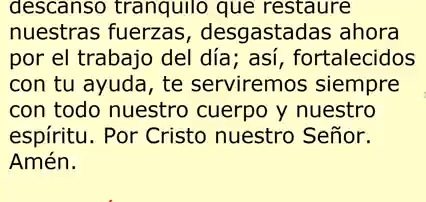 descanso tranquilo que restaure
nuestras fuerzas, desgastadas ahora
por el trabajo del día; así, fortalecidos
con tu ayuda, te serviremos siempre
con todo nuestro cuerpo y nuestro
espíritu. Por Cristo nuestro Señor.
Amén.